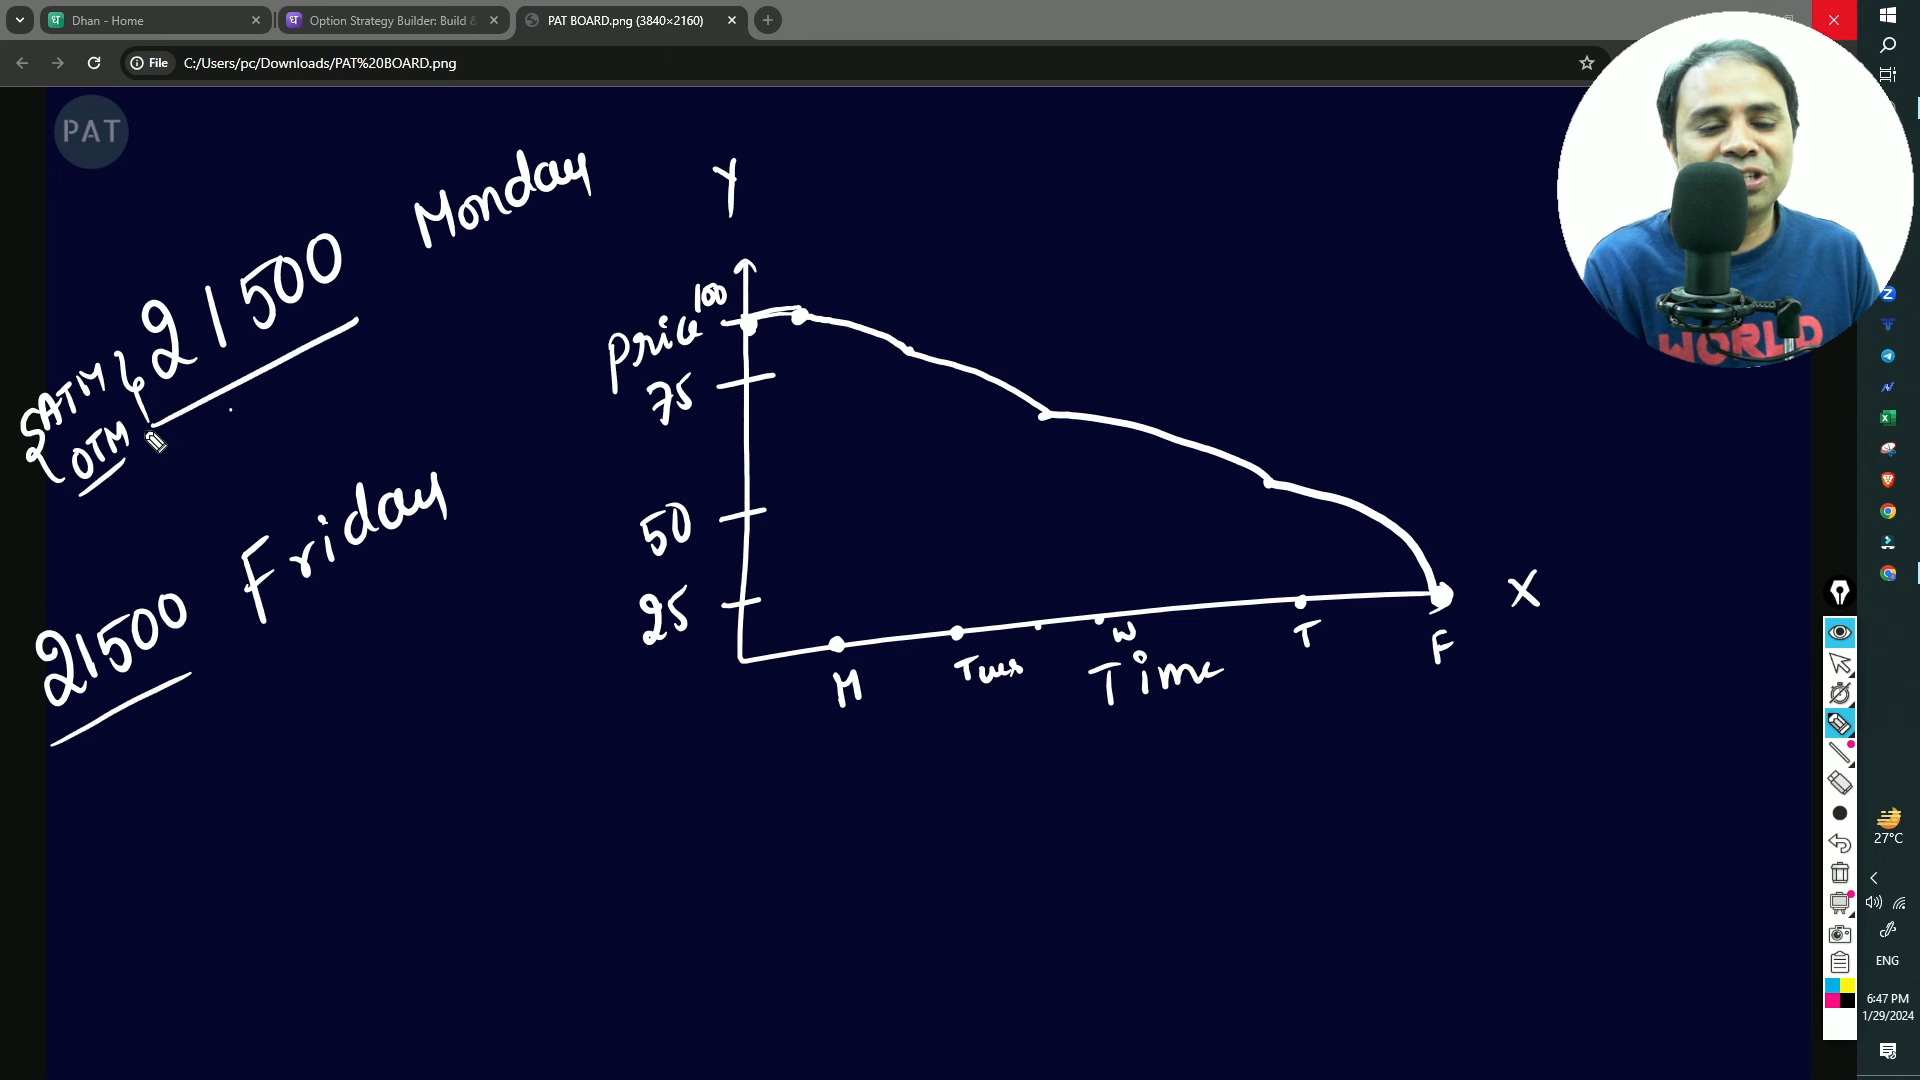 Dhan - Home
Option Strategy Builder: Build &
PAT BOARD.png (3840×2160)
File
C:/Users/pc/Downloads/PAT%20BOARD.png
PAT
Monday
21500
ATM
OTM
Friday
21500
Y
Price
100
75
50
25
M
Tues
W
T
F
Time
X
WORLD
27°C
ENG
6:47 PM
1/29/2024